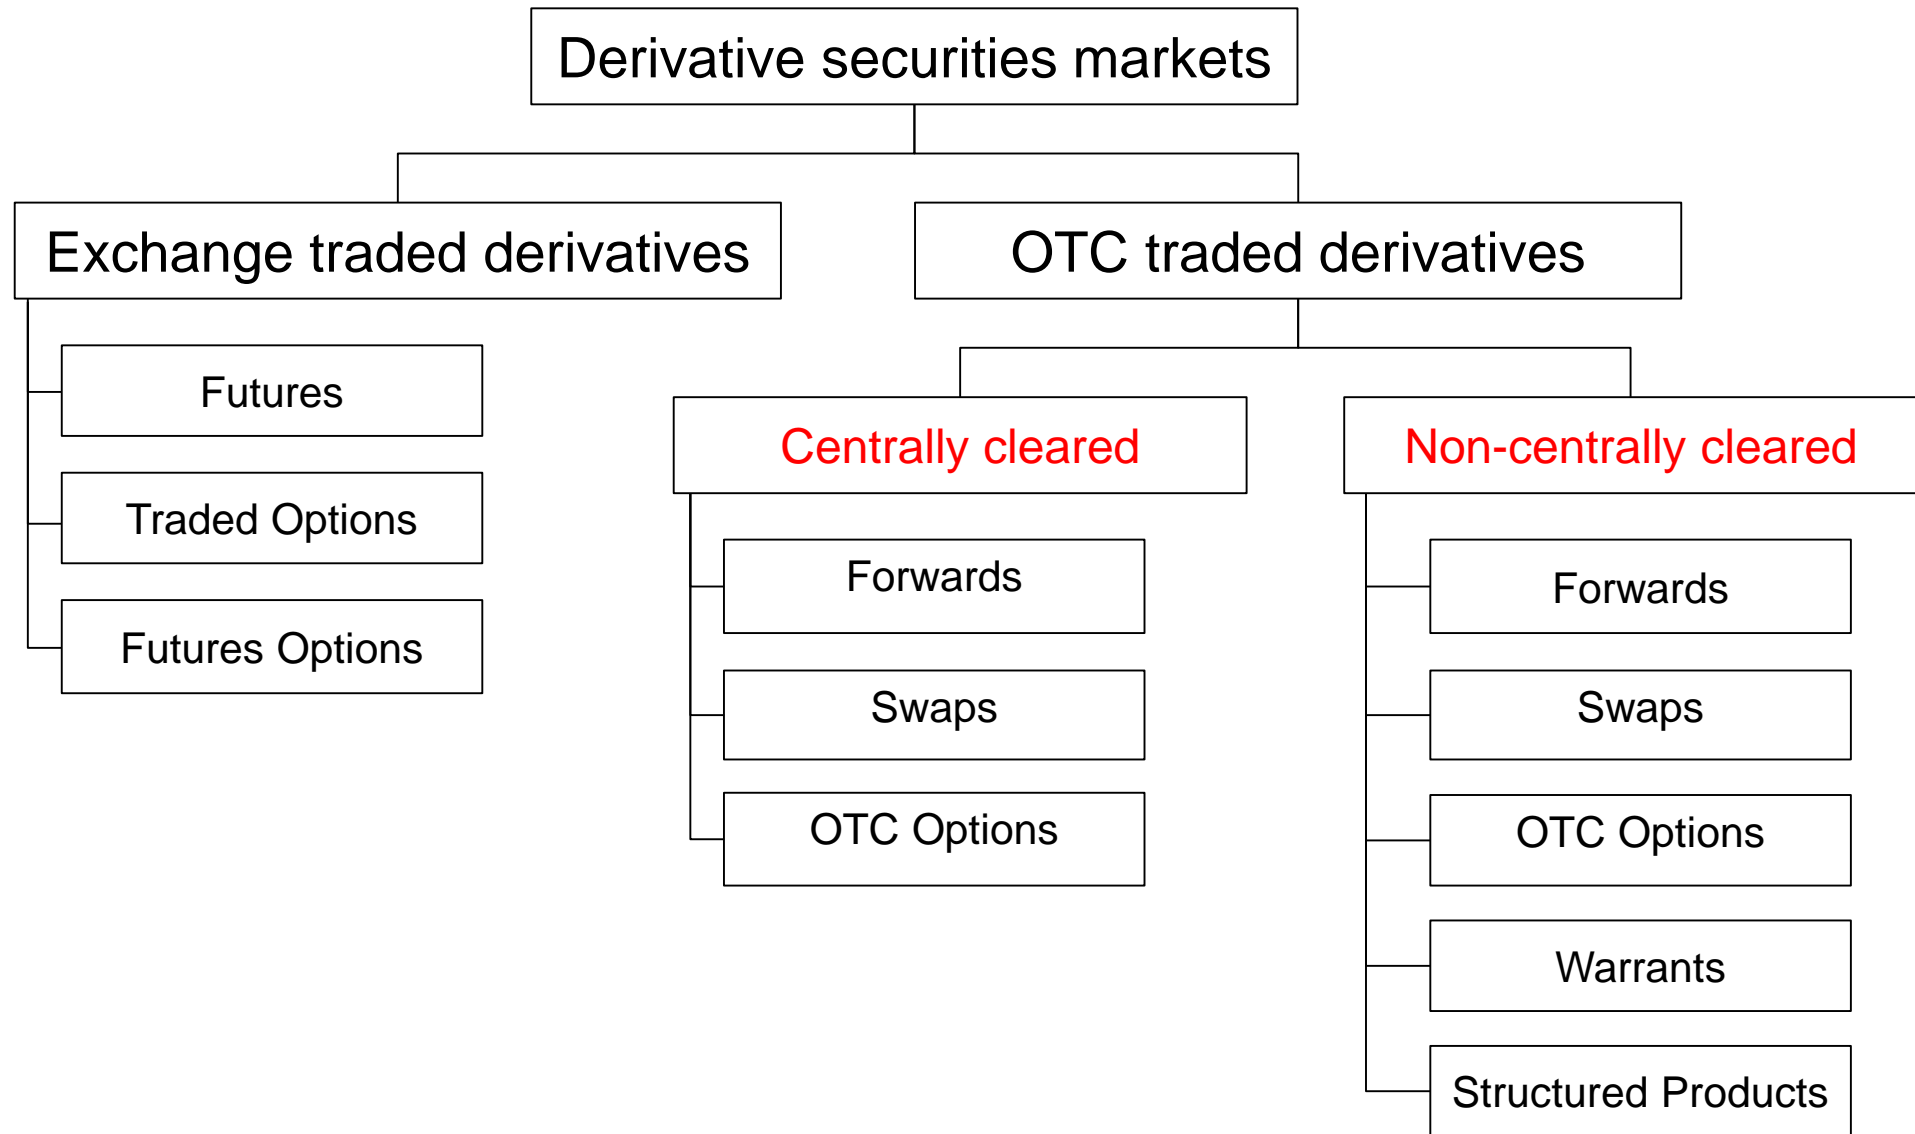 Derivative securities markets
Exchange traded derivatives
OTC traded derivatives
Futures
Traded Options
Futures Options
Centrally cleared
Forwards
Swaps
OTC Options
Non-centrally cleared
Forwards
Swaps
OTC Options
Warrants
Structured Products